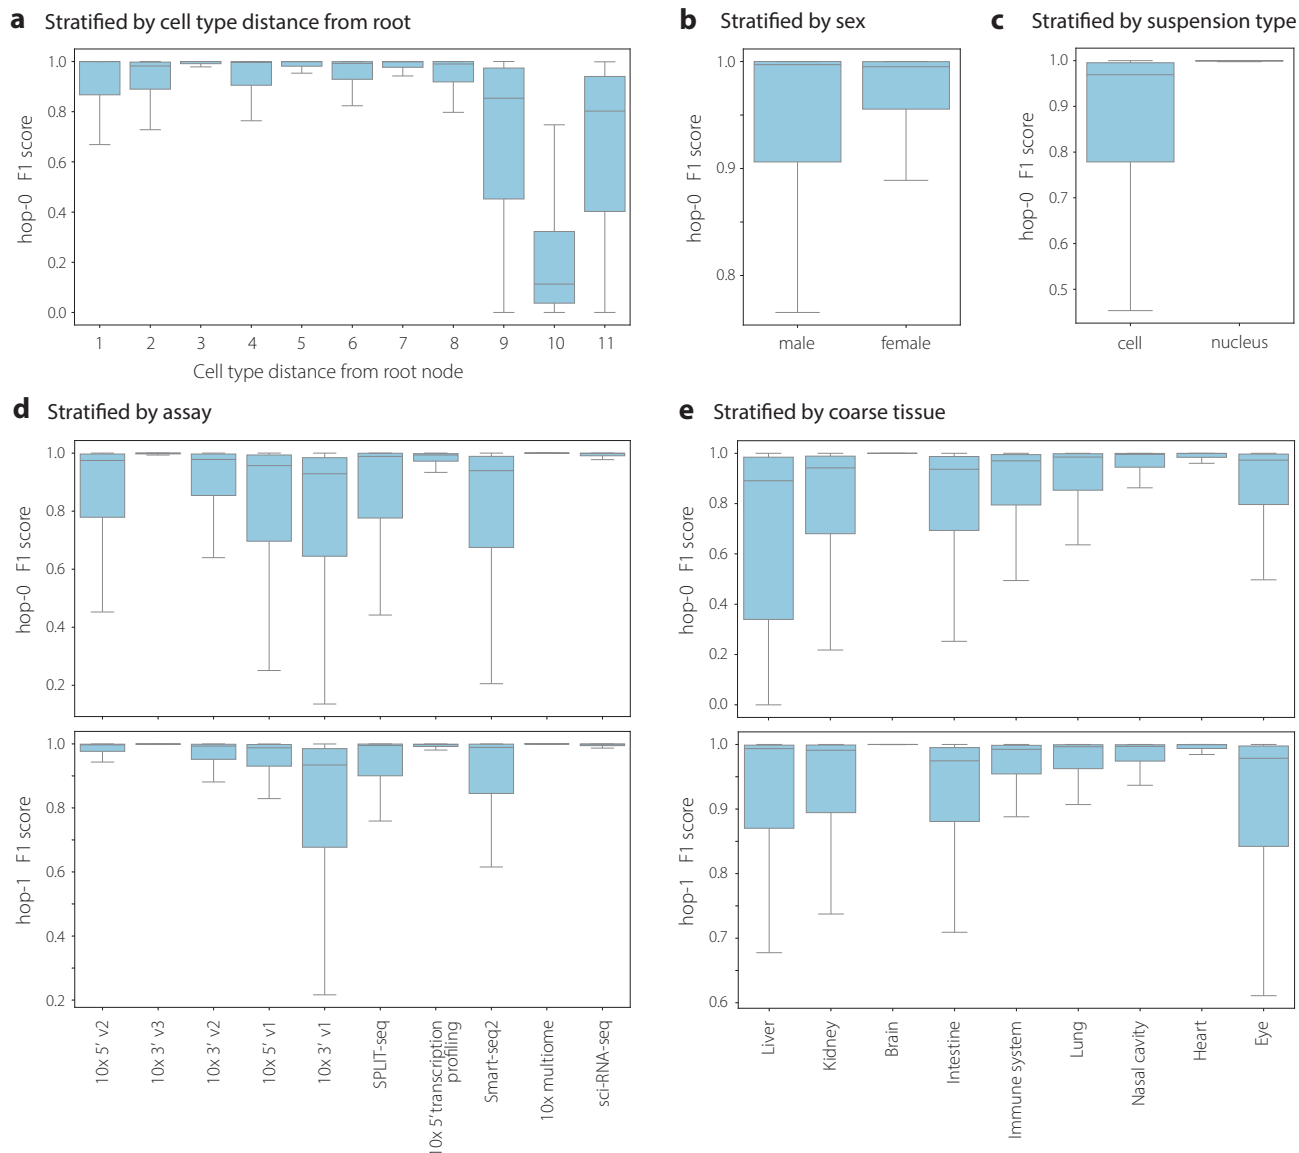 a Stratified by cell type distance from root
1.0
0.8
0.6
0.4
0.2
0.0
hop-0 F1 score
1 2 3 4 5 6 7 8 9 10 11
Cell type distance from root node
b Stratified by sex
1.0
0.9
0.8
hop-0 F1 score
male female
c Stratified by suspension type
1.0
0.9
0.8
0.7
0.6
0.5
hop-0 F1 score
cell nucleus
d Stratified by assay
1.0
0.8
0.6
0.4
0.2
hop-0 F1 score
1.0
0.8
0.6
0.4
0.2
hop-1 F1 score
10x 5′ v2
10x 3′ v3
10x 3′ v2
10x 5′ v1
10x 3′ v1
SPLIT-seq
10x 5′ transcription
profiling
Smart-seq2
10x multiome
sci-RNA-seq
e Stratified by coarse tissue
1.0
0.8
0.6
0.4
0.2
0.0
hop-0 F1 score
1.0
0.9
0.8
0.7
0.6
hop-1 F1 score
Liver
Kidney
Brain
Intestine
Immune system
Lung
Nasal cavity
Heart
Eye